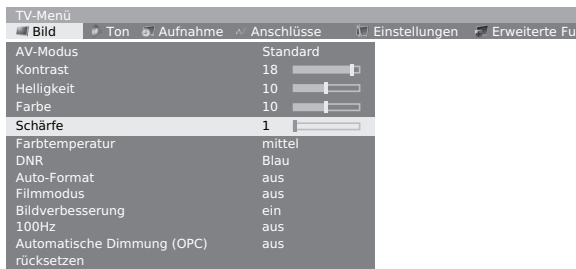 TV-Menü
Bild Ton Aufnahme Anschlüsse Einstellungen Erweiterte Fu
AV-Modus Standard
Kontrast 18
Helligkeit 10
Farbe 10
Schärfe 1
Farbtemperatur mittel
DNR Blau
Auto-Format aus
Filmmodus aus
Bildverbesserung ein
100Hz aus
Automatische Dimmung (OPC) aus
rücksetzen